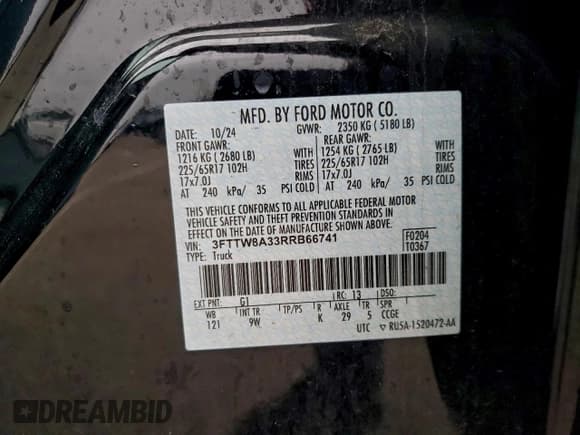 MFD. BY FORD MOTOR CO.
DATE: 10/24 GVWR: 2350 KG ( 5180 LB)
FRONT GAWR: REAR GAWR:
1216 KG ( 2680 LB) WITH 1254 KG ( 2765 LB) WITH
225/65R17 102H TIRES 225/65R17 102H TIRES
17x7.0J RIMS 17x7.0J RIMS
AT 240 kPa/ 35 PSI COLD AT 240 kPa/ 35 PSI COLD
THIS VEHICLE CONFORMS TO ALL APPLICABLE FEDERAL MOTOR
VEHICLE SAFETY AND THEFT PREVENTION STANDARDS IN
EFFECT ON THE DATE OF MANUFACTURE SHOWN ABOVE.
VIN: 3FTTW8A33RRB66741 F0204
TYPE: Truck T0367
EXT PNT: G1 RC: 13 DSO:
WB INT TR TP/PS R AXLE TR SPR
121 9W K 29 5 CCGE
UTC ▽ RU5A-1520472-AA
DREAMBID